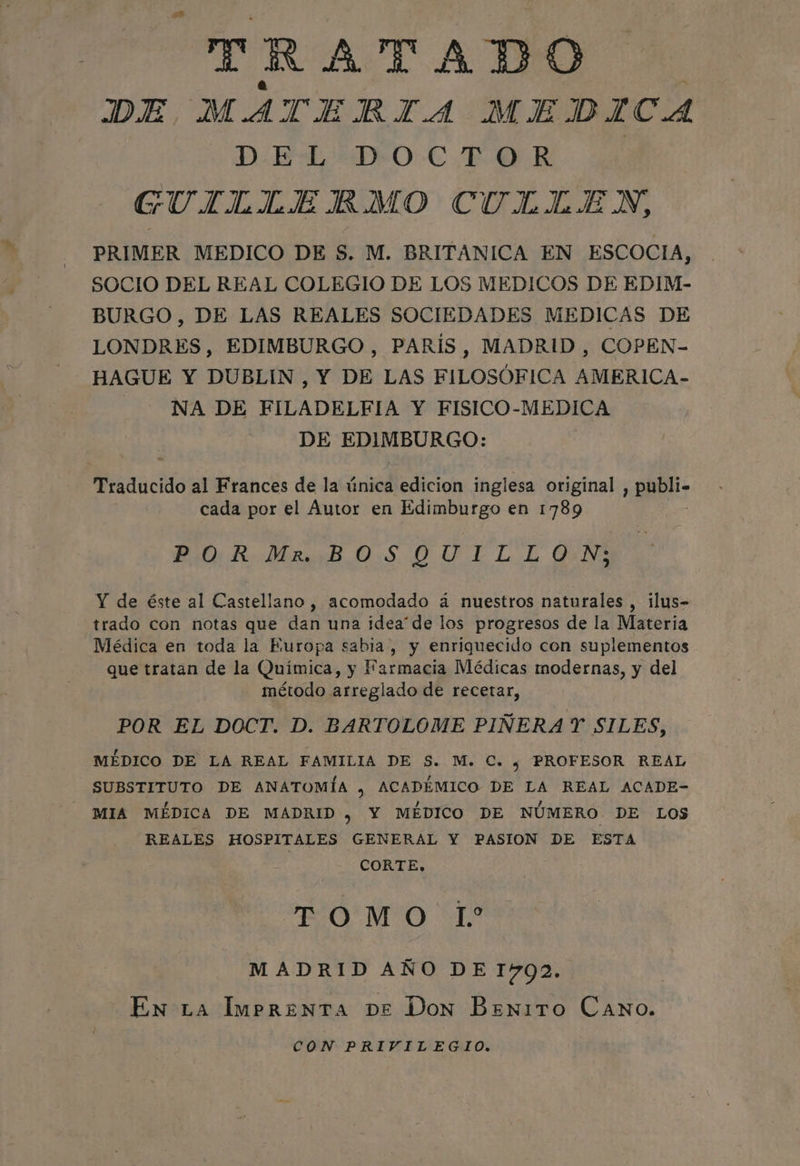 TRATADO
DE MATERIA MEDICA
DEL DOCTOR
GUILLERMO CULLEN,
PRIMER MEDICO DE S. M. BRITANICA EN ESCOCIA,
SOCIO DEL REAL COLEGIO DE LOS MEDICOS DE EDIM-
BURGO, DE LAS REALES SOCIEDADES MEDICAS DE
LONDRES, EDIMBURGO, PARÍS, MADRID, COPEN-
HAGUE Y DUBLIN, Y DE LAS FILOSÓFICA AMERICA-
NA DE FILADELFIA Y FISICO-MEDICA
DE EDIMBURGO:
Traducido al Frances de la única edicion inglesa original, publi-
cada por el Autor en Edimburgo en 1789
POR MR. BOSQUILLON;
Y de éste al Castellano, acomodado á nuestros naturales, ilus-
trado con notas que dan una idea de los progresos de la Materia
Médica en toda la Europa sabia, y enriquecido con suplementos
que tratan de la Química, y Farmacia Médicas modernas, y del
método arreglado de recetar,
POR EL DOCT. D. BARTOLOME PIÑERA Y SILES,
MÉDICO DE LA REAL FAMILIA DE S. M. C., PROFESOR REAL
SUBSTITUTO DE ANATOMÍA, ACADÉMICO DE LA REAL ACADE-
MIA MÉDICA DE MADRID, Y MÉDICO DE NÚMERO DE LOS
REALES HOSPITALES GENERAL Y PASION DE ESTA
CORTE.
TOMO I.º
MADRID AÑO DE 1792.
EN LA IMPRENTA DE DON BENITO CANO.
CON PRIVILEGIO.